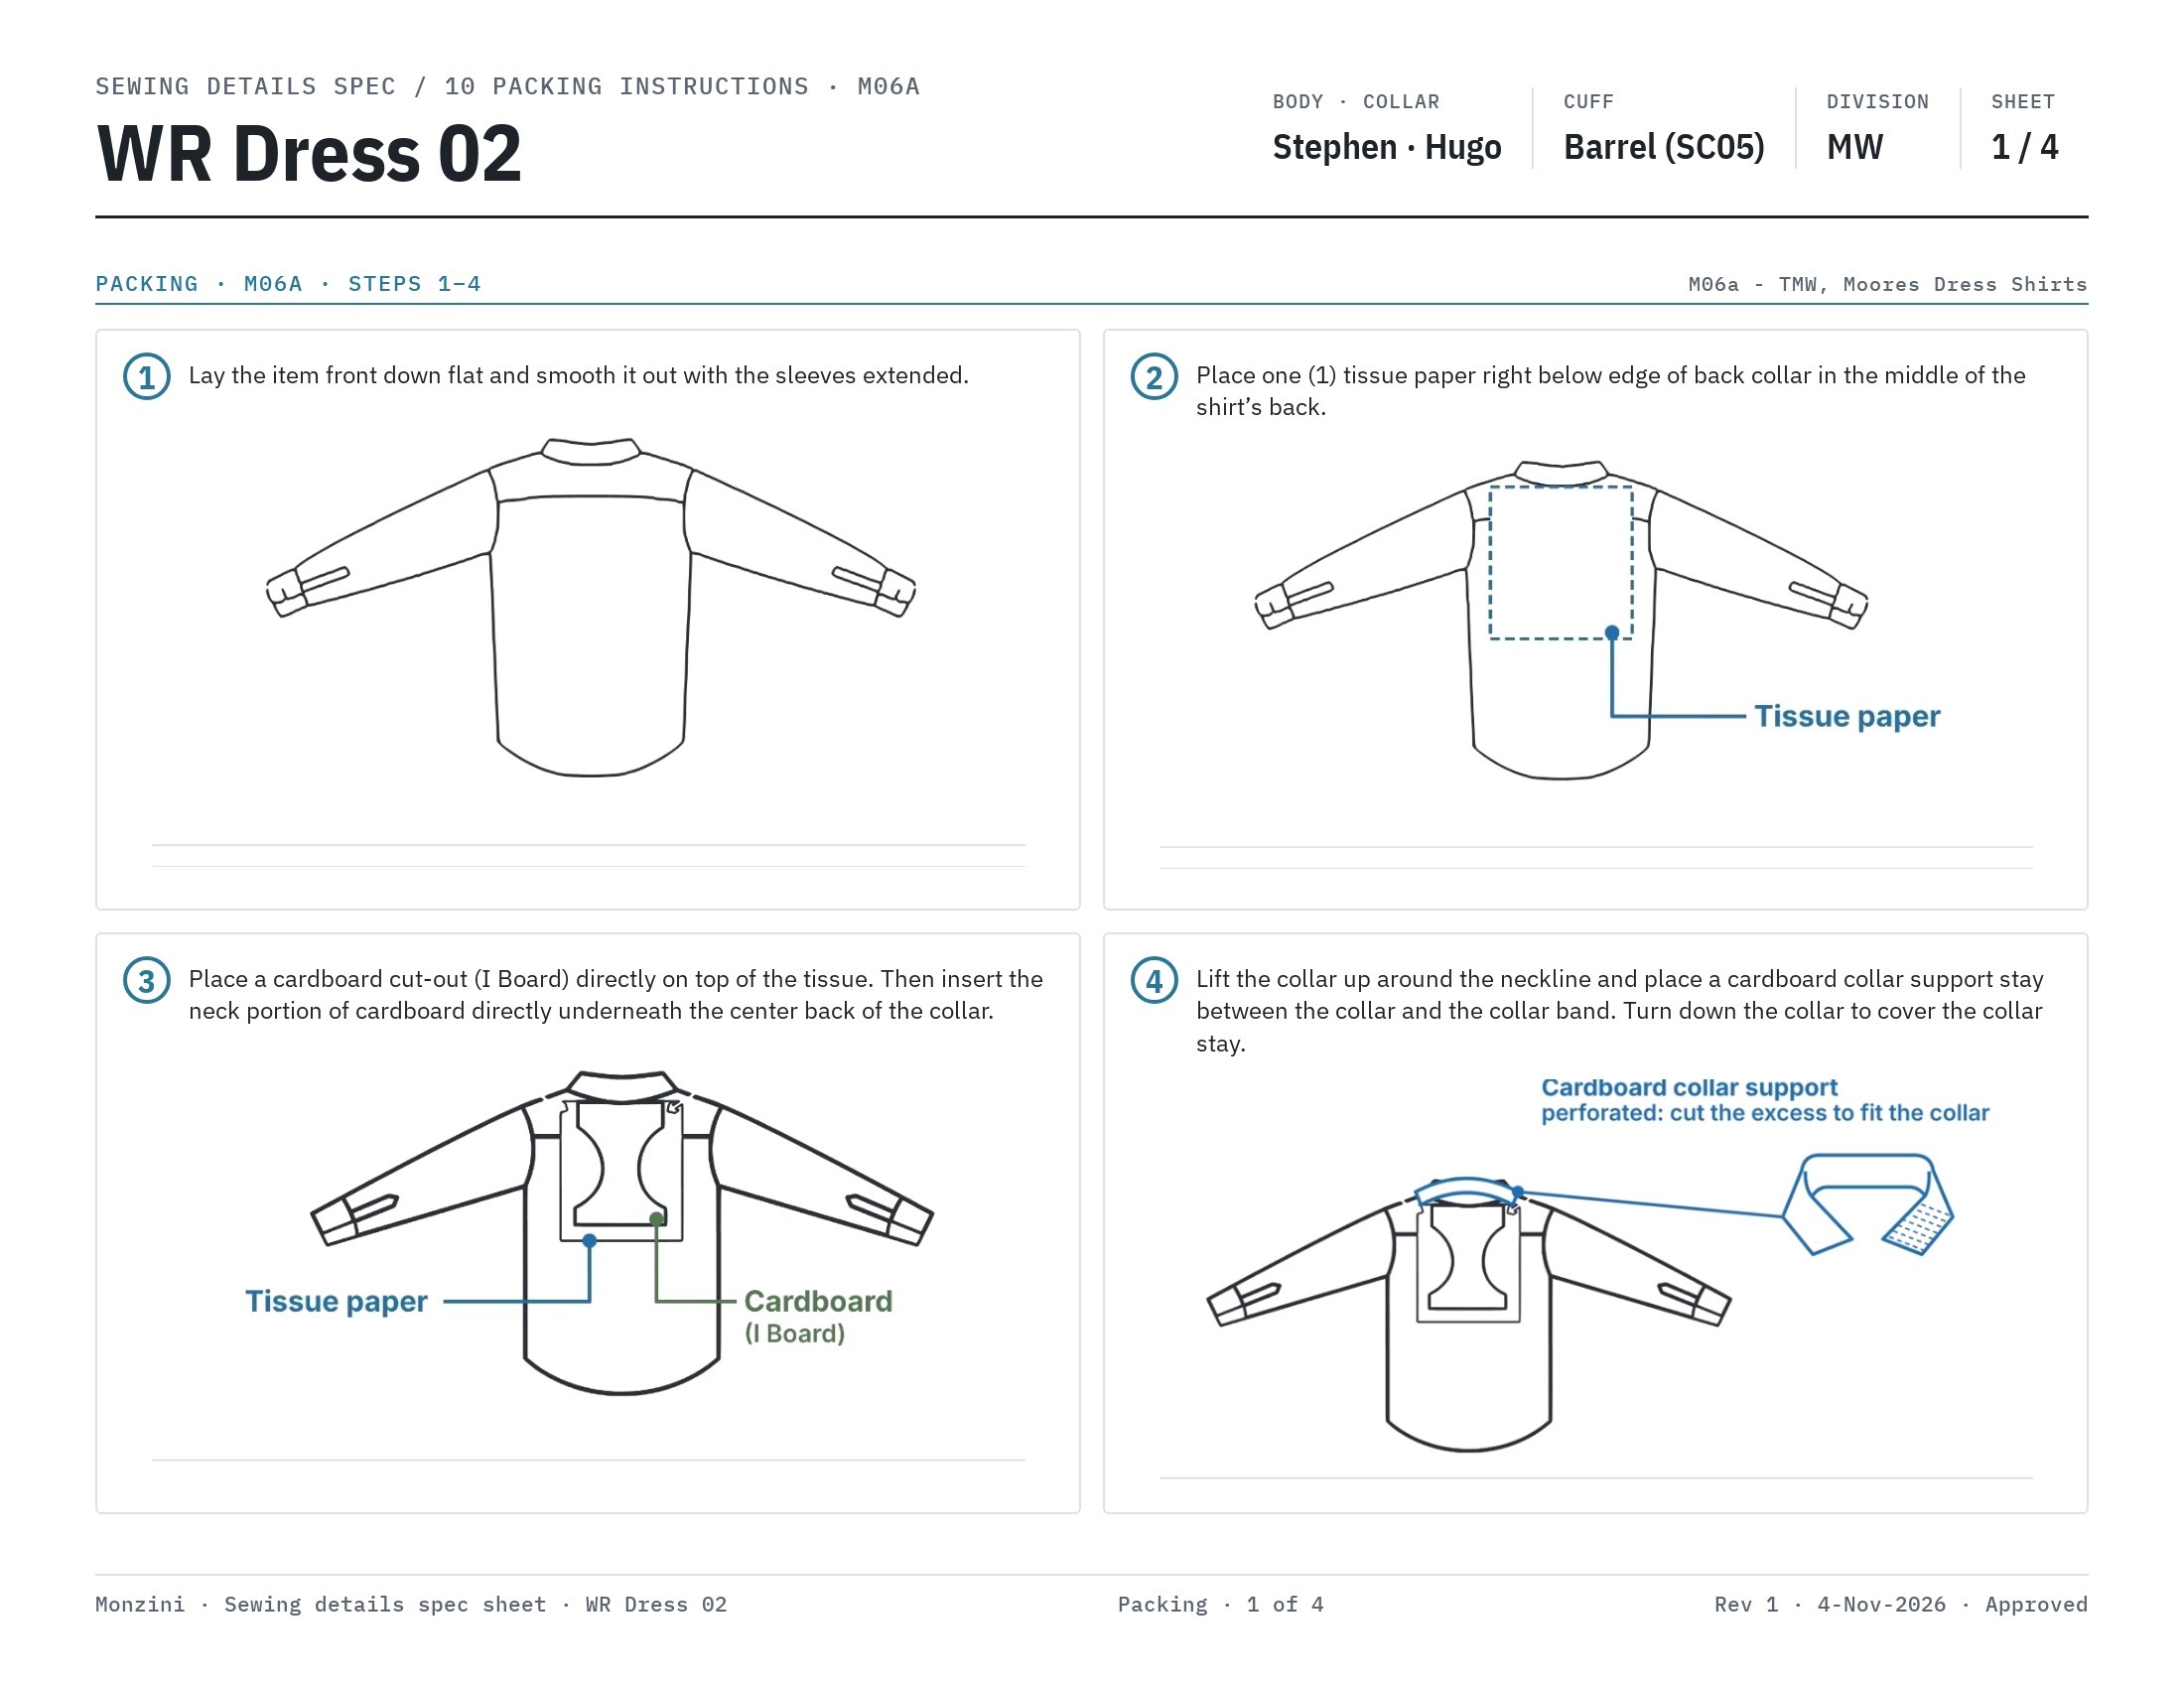 SEWING DETAILS SPEC / 10 PACKING INSTRUCTIONS · M06A
WR Dress 02
BODY · COLLAR
Stephen · Hugo
CUFF
Barrel (SC05)
DIVISION
MW
SHEET
1 / 4
PACKING · M06A · STEPS 1–4
M06a - TMW, Moores Dress Shirts
1
Lay the item front down flat and smooth it out with the sleeves extended.
2
Place one (1) tissue paper right below edge of back collar in the middle of the
shirt’s back.
Tissue paper
3
Place a cardboard cut-out (I Board) directly on top of the tissue. Then insert the
neck portion of cardboard directly underneath the center back of the collar.
Tissue paper
Cardboard
(I Board)
4
Lift the collar up around the neckline and place a cardboard collar support stay
between the collar and the collar band. Turn down the collar to cover the collar
stay.
Cardboard collar support
perforated: cut the excess to fit the collar
Monzini · Sewing details spec sheet · WR Dress 02
Packing · 1 of 4
Rev 1 · 4-Nov-2026 · Approved